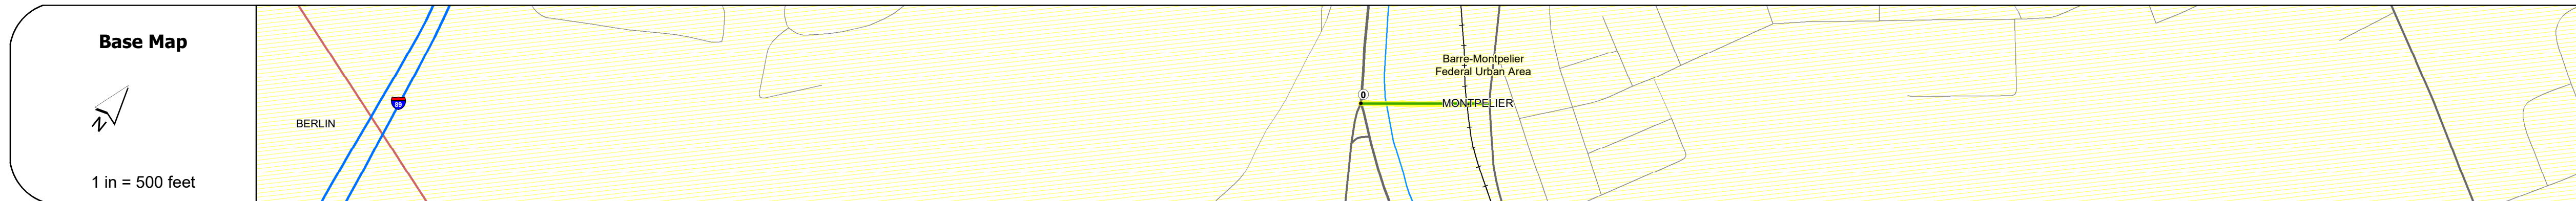 Base Map
N
1 in = 500 feet
BERLIN
89
0
Barre-Montpelier
Federal Urban Area
MONTPELIER